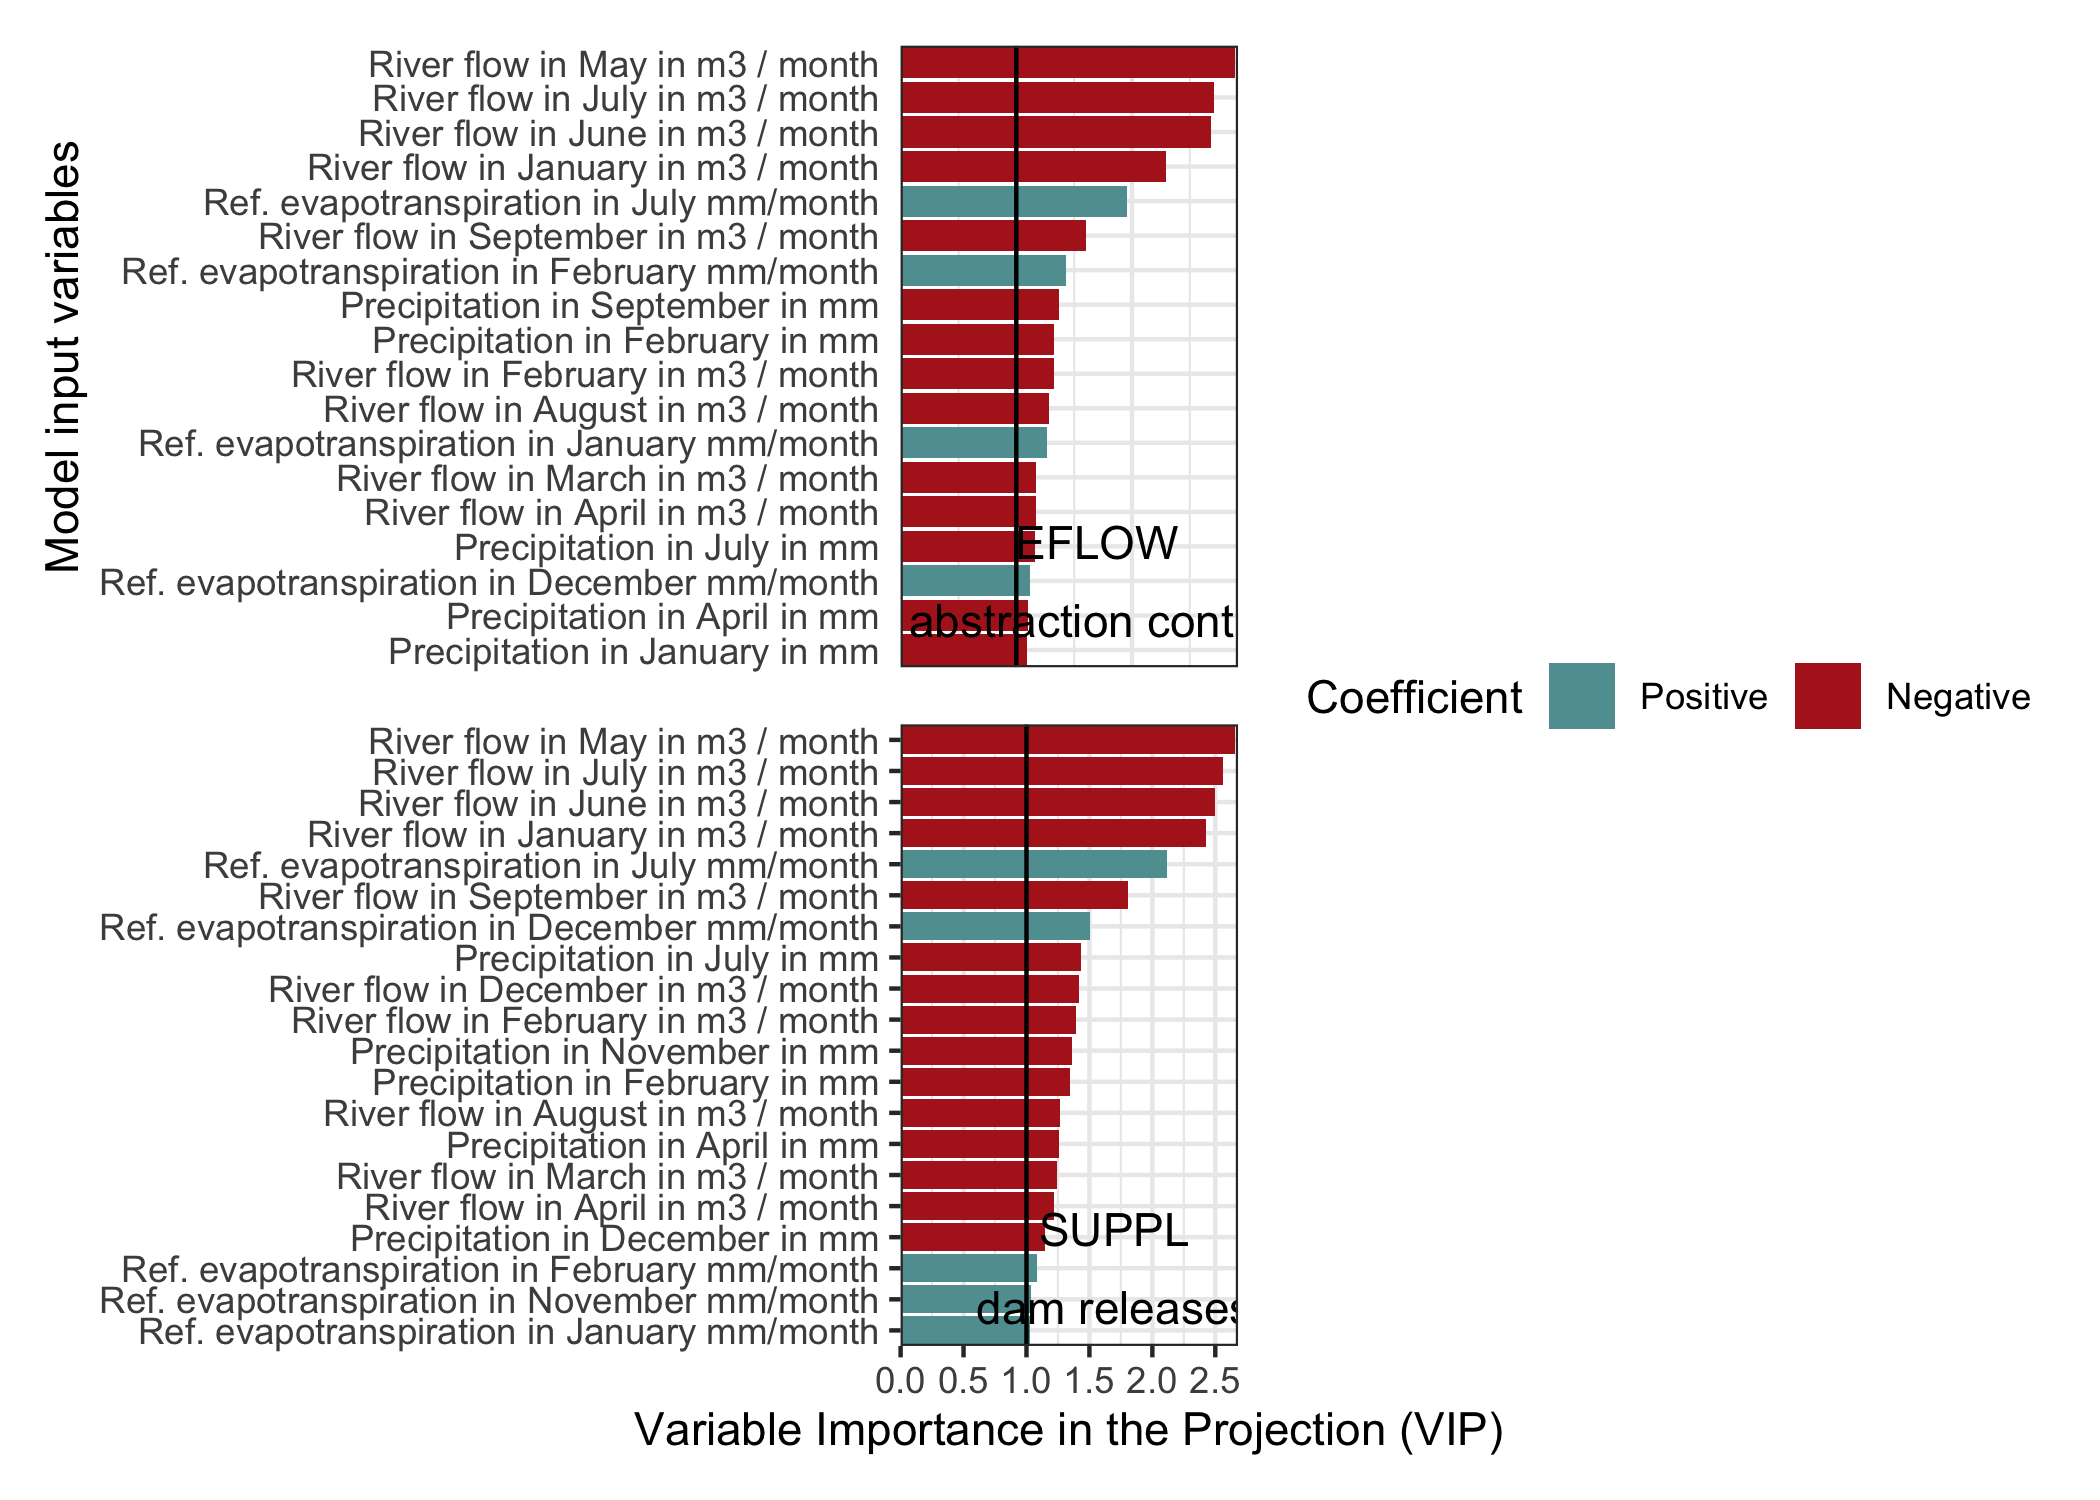 Model input variables
River flow in May in m3 / month
River flow in July in m3 / month
River flow in June in m3 / month
River flow in January in m3 / month
Ref. evapotranspiration in July mm/month
River flow in September in m3 / month
Ref. evapotranspiration in February mm/month
Precipitation in September in mm
Precipitation in February in mm
River flow in February in m3 / month
River flow in August in m3 / month
Ref. evapotranspiration in January mm/month
River flow in March in m3 / month
River flow in April in m3 / month
Precipitation in July in mm
Ref. evapotranspiration in December mm/month
Precipitation in April in mm
Precipitation in January in mm
EFLOW
abstraction cont
Coefficient Positive Negative
River flow in May in m3 / month
River flow in July in m3 / month
River flow in June in m3 / month
River flow in January in m3 / month
Ref. evapotranspiration in July mm/month
River flow in September in m3 / month
Ref. evapotranspiration in December mm/month
Precipitation in July in mm
River flow in December in m3 / month
River flow in February in m3 / month
Precipitation in November in mm
Precipitation in February in mm
River flow in August in m3 / month
Precipitation in April in mm
River flow in March in m3 / month
River flow in April in m3 / month
Precipitation in December in mm
Ref. evapotranspiration in February mm/month
Ref. evapotranspiration in November mm/month
Ref. evapotranspiration in January mm/month
SUPPL
dam releases
0.0 0.5 1.0 1.5 2.0 2.5
Variable Importance in the Projection (VIP)